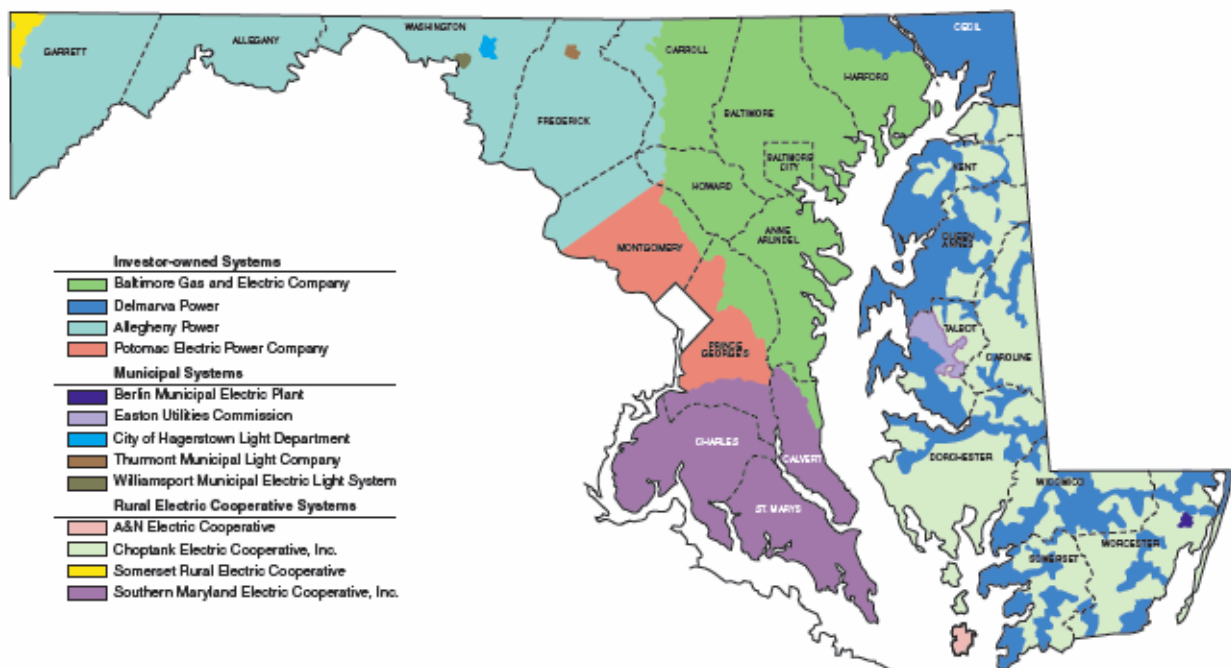 GARRETT
ALLEGANY
WASHINGTON
FREDERICK
CARROLL
HARFORD
CECIL
BALTIMORE
BALTIMORE
CITY
HOWARD
KENT
MONTGOMERY
ANNE
ARUNDEL
QUEEN
ANNES
PRINCE
GEORGES
TALBOT
CAROLINE
CHARLES
CALVERT
DORCHESTER
ST. MARYS
WICOMICO
SOMERSET
WORCESTER
Investor-owned Systems
Baltimore Gas and Electric Company
Delmarva Power
Allegheny Power
Potomac Electric Power Company
Municipal Systems
Berlin Municipal Electric Plant
Easton Utilities Commission
City of Hagerstown Light Department
Thurmont Municipal Light Company
Williamsport Municipal Electric Light System
Rural Electric Cooperative Systems
A&N Electric Cooperative
Choptank Electric Cooperative, Inc.
Somerset Rural Electric Cooperative
Southern Maryland Electric Cooperative, Inc.